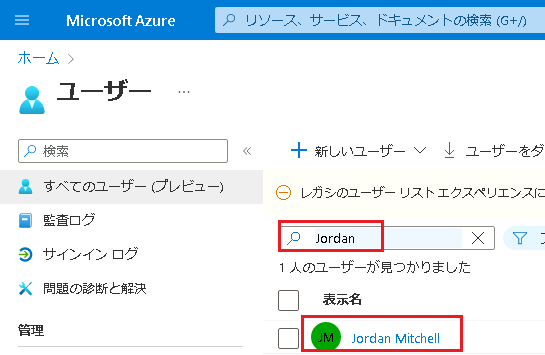 Microsoft Azure
リソース、サービス、ドキュメントの検索 (G+/)
ホーム
ユーザー
検索
すべてのユーザー (プレビュー)
監査ログ
サインイン ログ
問題の診断と解決
管理
新しいユーザー
ユーザーをダ
レガシのユーザー リスト エクスペリエンスに
Jordan
1 人のユーザーが見つかりました
表示名
JM
Jordan Mitchell